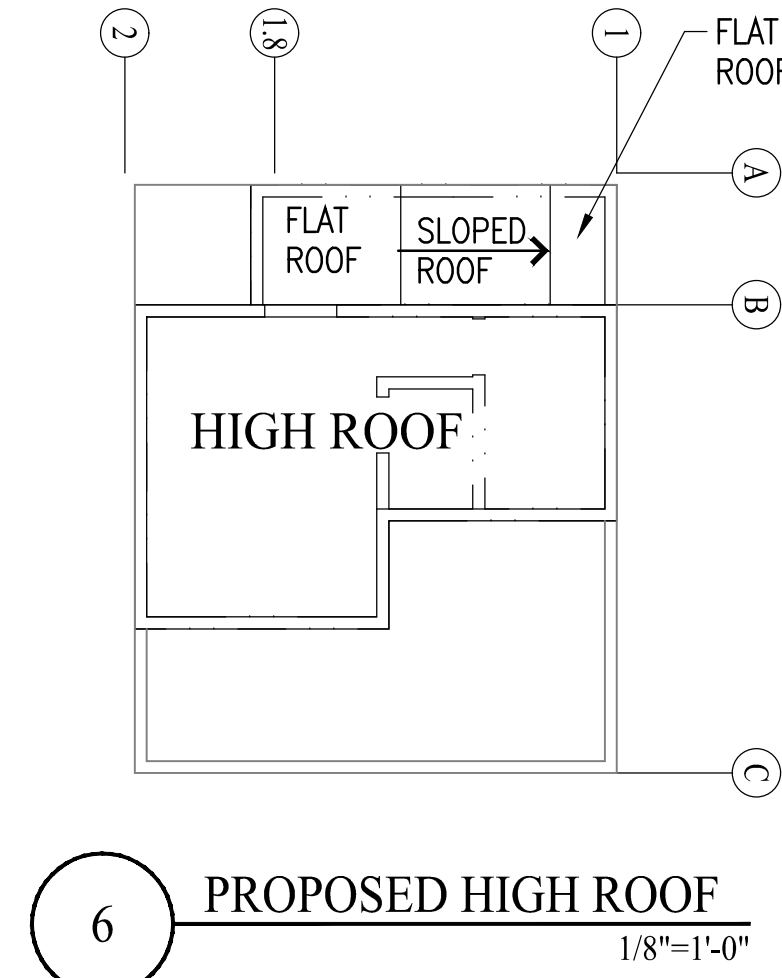 2
1.8
1
FLAT
ROOF
A
FLAT
ROOF
SLOPED
ROOF
B
HIGH ROOF
C
6
PROPOSED HIGH ROOF
1/8"=1'-0"